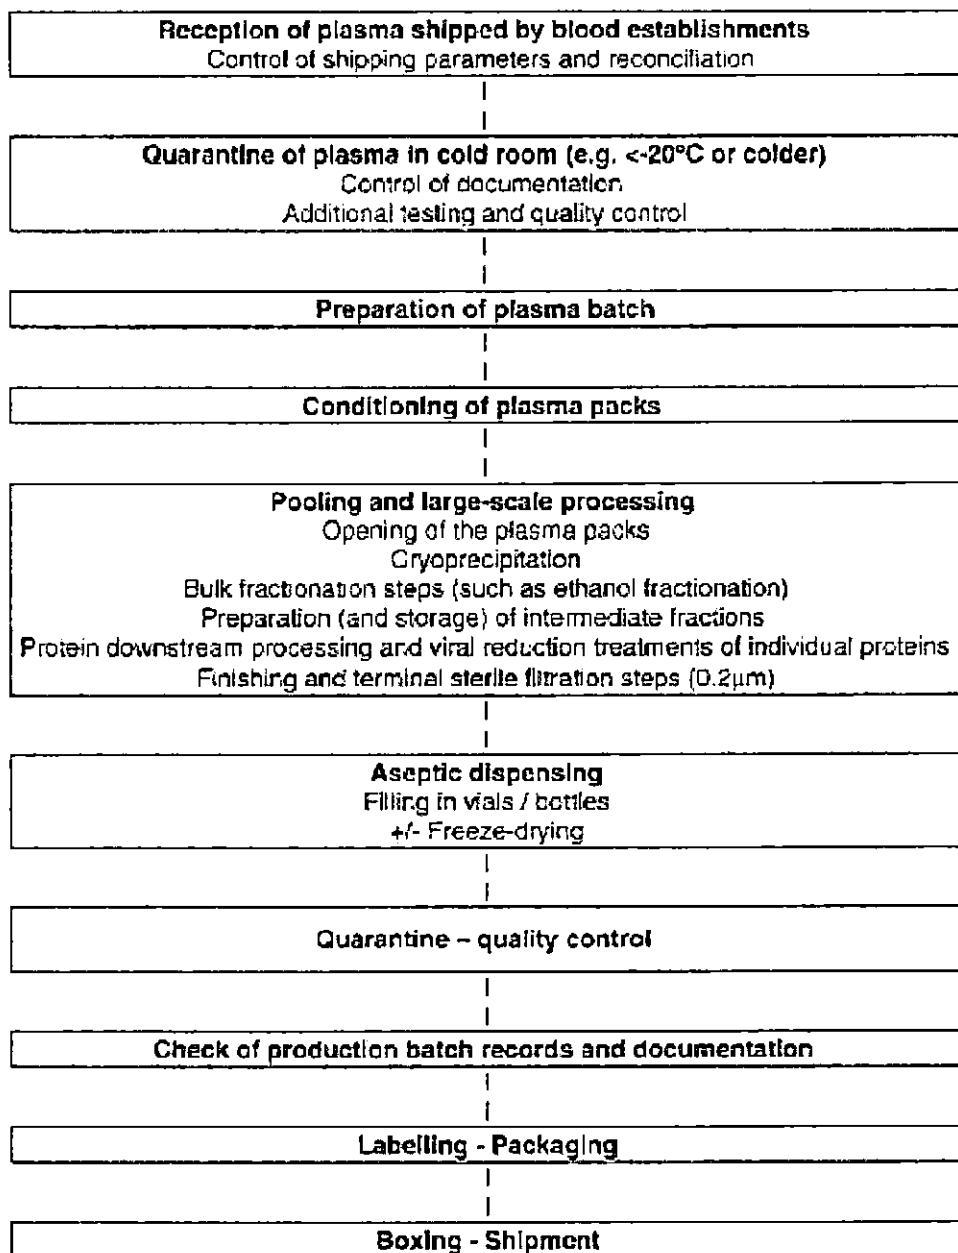 Reception of plasma shipped by blood establishments
Control of shipping parameters and reconciliation
Quarantine of plasma in cold room (e.g. <-20°C or colder)
Control of documentation
Additional testing and quality control
Preparation of plasma batch
Conditioning of plasma packs
Pooling and large-scale processing
Opening of the plasma packs
Cryoprecipitation
Bulk fractionation steps (such as ethanol fractionation)
Preparation (and storage) of intermediate fractions
Protein downstream processing and viral reduction treatments of individual proteins
Finishing and terminal sterile filtration steps (0.2µm)
Aseptic dispensing
Filling in vials / bottles
+/- Freeze-drying
Quarantine – quality control
Check of production batch records and documentation
Labelling - Packaging
Boxing - Shipment